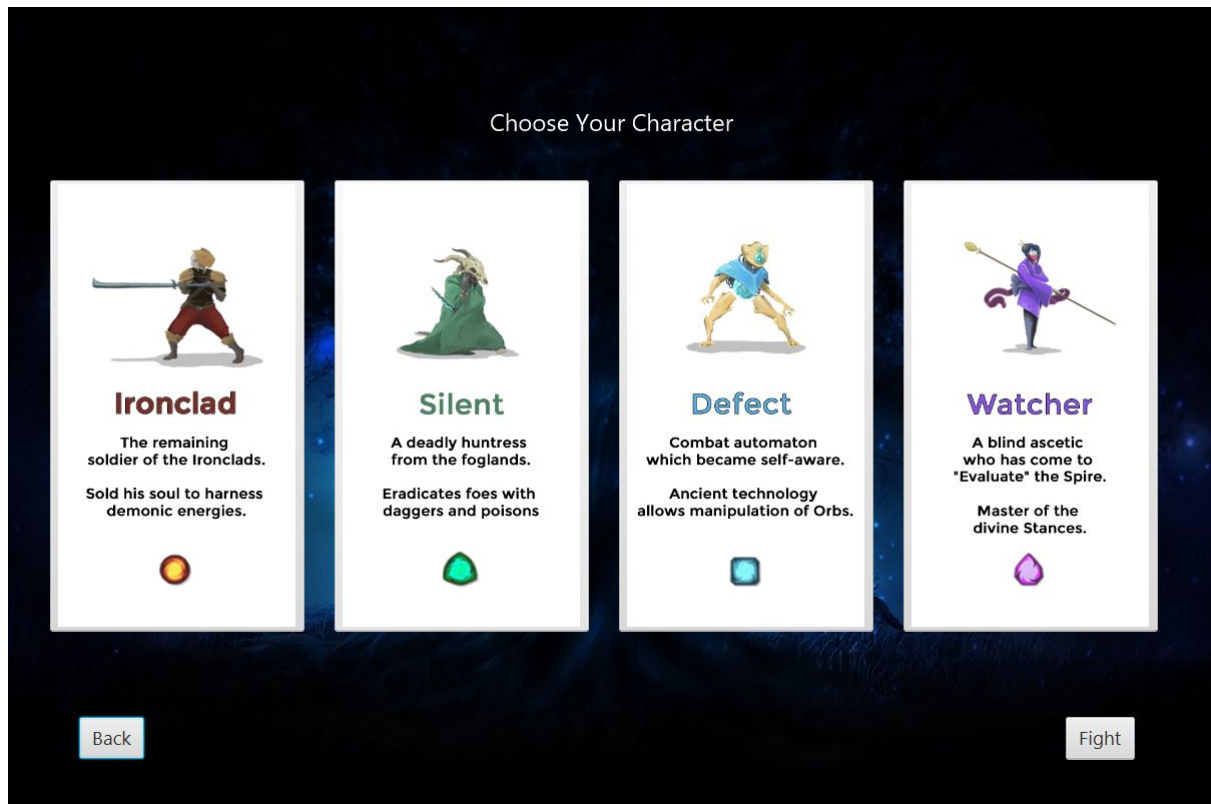 Choose Your Character
Ironclad
The remaining
soldier of the Ironclads.
Sold his soul to harness
demonic energies.
Silent
A deadly huntress
from the foglands.
Eradicates foes with
daggers and poisons
Defect
Combat automaton
which became self-aware.
Ancient technology
allows manipulation of Orbs.
Watcher
A blind ascetic
who has come to
"Evaluate" the Spire.
Master of the
divine Stances.
Back
Fight